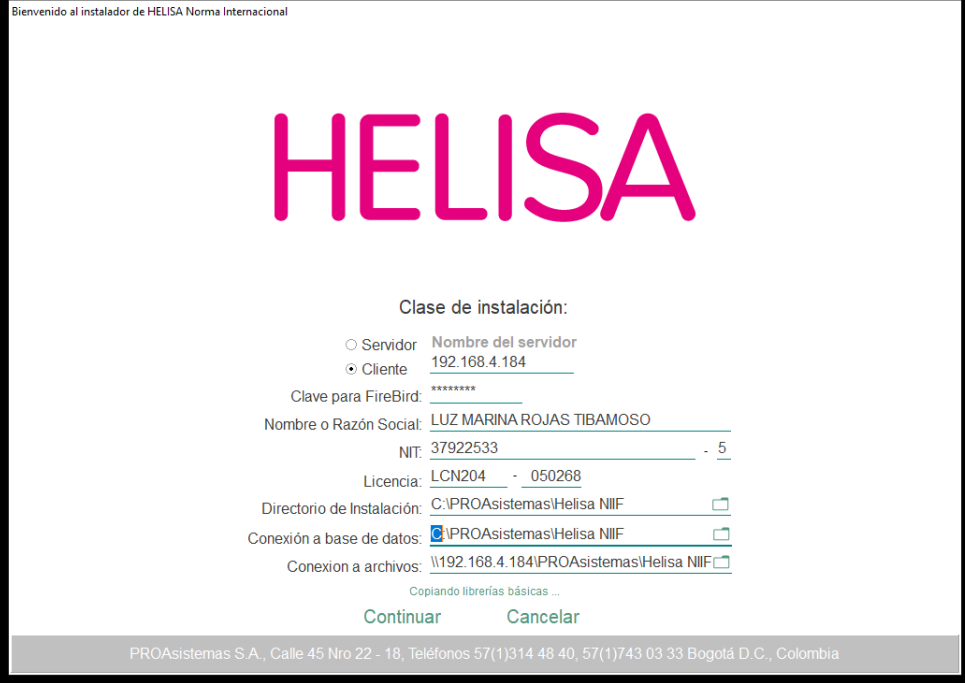 Bienvenido al instalador de HELISA Norma Internacional
HELISA
Clase de instalación:
Servidor Nombre del servidor
Cliente 192.168.4.184
Clave para FireBird: ********
Nombre o Razón Social: LUZ MARINA ROJAS TIBAMOSO
NIT: 37922533 - 5
Licencia: LCN204 - 050268
Directorio de Instalación: C:\PROAsistemas\Helisa NIIF
Conexión a base de datos: C:\PROAsistemas\Helisa NIIF
Conexion a archivos: \\192.168.4.184\PROAsistemas\Helisa NIIF
Copiando librerías básicas ...
Continuar Cancelar
PROAsistemas S.A., Calle 45 Nro 22 - 18, Teléfonos 57(1)314 48 40, 57(1)743 03 33 Bogotá D.C., Colombia